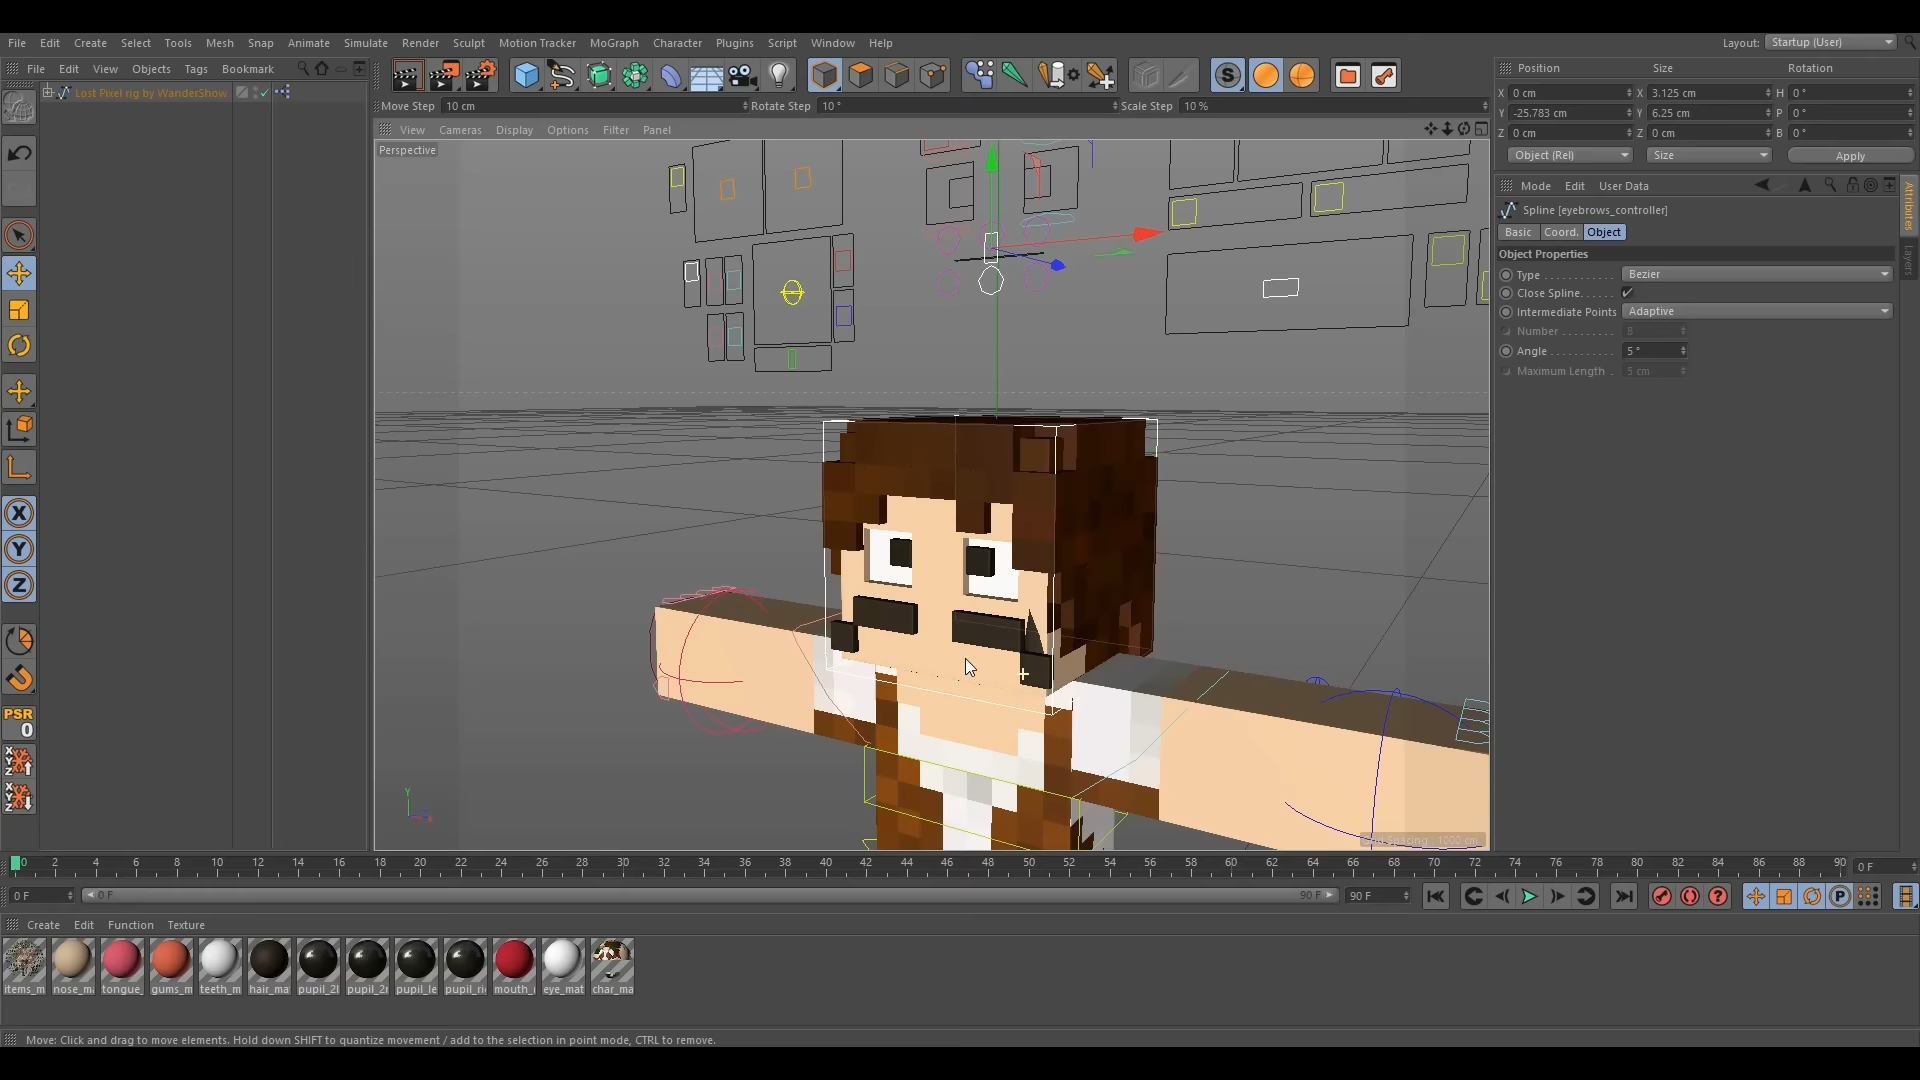 File Edit Create Select Tools Mesh Snap Animate Simulate Render Sculpt Motion Tracker MoGraph Character Plugins Script Window Help Layout: Startup (User)
File Edit View Objects Tags Bookmark
Lost Pixel rig by WanderShow
Move Step 10 cm Rotate Step 10 ° Scale Step 10 %
View Cameras Display Options Filter Panel
Perspective
Position Size Rotation
X 0 cm X 3.125 cm H 0 °
Y -25.783 cm Y 6.25 cm P 0 °
Z 0 cm Z 0 cm B 0 °
Object (Rel) Size Apply
Mode Edit User Data
Attributes
Layers
Spline [eyebrows_controller]
Basic Coord. Object
Object Properties
Type Bezier
Close Spline
Intermediate Points Adaptive
Number 8
Angle 5 °
Maximum Length 5 cm
X
Y
Z
PSR
0
Y
0 2 4 6 8 10 12 14 16 18 20 22 24 26 28 30 32 34 36 38 40 42 44 46 48 50 52 54 56 58 60 62 64 66 68 70 72 74 76 78 80 82 84 86 88 90 0 F
0 F 0 F 90 F 90 F
Create Edit Function Texture
items_m nose_m tongue_ gums_m teeth_m hair_ma pupil_2l pupil_2r pupil_le pupil_ri mouth_ eye_mat char_ma
Move: Click and drag to move elements. Hold down SHIFT to quantize movement / add to the selection in point mode, CTRL to remove.